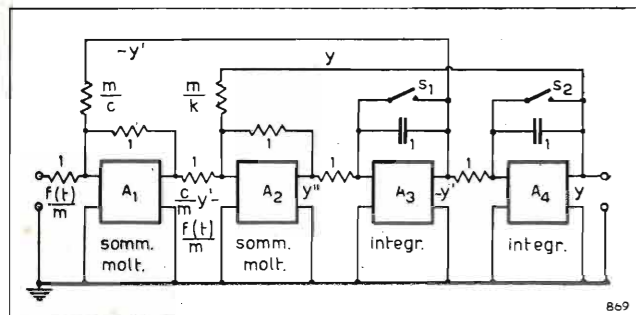 -y'
y
m
c
m
k
S1
S2
1
1
1
1
1
1
1
f(t)
m
A1
c
m
y'-
f(t)
m
A2
y"
A3
-y'
A4
y
somm.
molt.
somm.
molt.
integr.
integr.
869